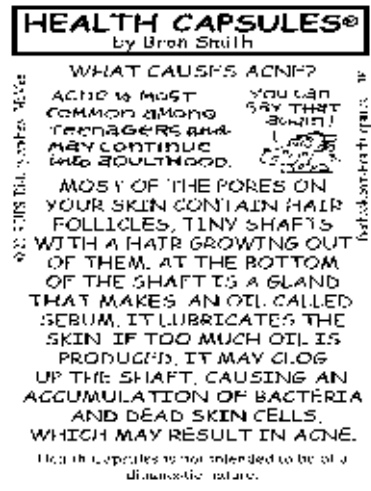 HEALTH CAPSULES®
by Bron Smith
WHAT CAUSES ACNE?
ACNE is MOST
COMMON AMONG
TEENAGERS and
MAY CONTINUE
into ADULTHOOD.
YOU CAN
SAY THAT
AGAIN!
MOST OF THE PORES ON
YOUR SKIN CONTAIN HAIR
FOLLICLES, TINY SHAFTS
WITH A HAIR GROWING OUT
OF THEM. AT THE BOTTOM
OF THE SHAFT IS A GLAND
THAT MAKES AN OIL CALLED
SEBUM. IT LUBRICATES THE
SKIN. IF TOO MUCH OIL IS
PRODUCED, IT MAY CLOG
UP THE SHAFT, CAUSING AN
ACCUMULATION OF BACTERIA
AND DEAD SKIN CELLS,
WHICH MAY RESULT IN ACNE.
Health Capsules is not intended to be of a
diagnostic nature.